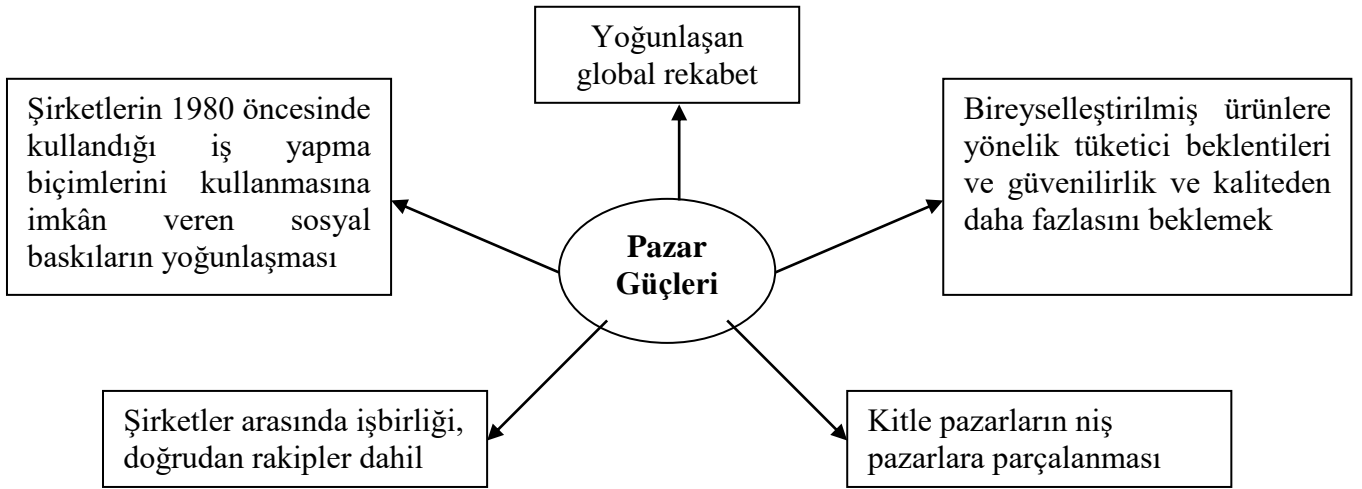 Yoğunlaşan
global rekabet
Şirketlerin 1980 öncesinde
kullandığı iş yapma
biçimlerini kullanmasına
imkân veren sosyal
baskıların yoğunlaşması
Bireyselleştirilmiş ürünlere
yönelik tüketici beklentileri
ve güvenilirlik ve kaliteden
daha fazlasını beklemek
Pazar
Güçleri
Şirketler arasında işbirliği,
doğrudan rakipler dahil
Kitle pazarların niş
pazarlara parçalanması